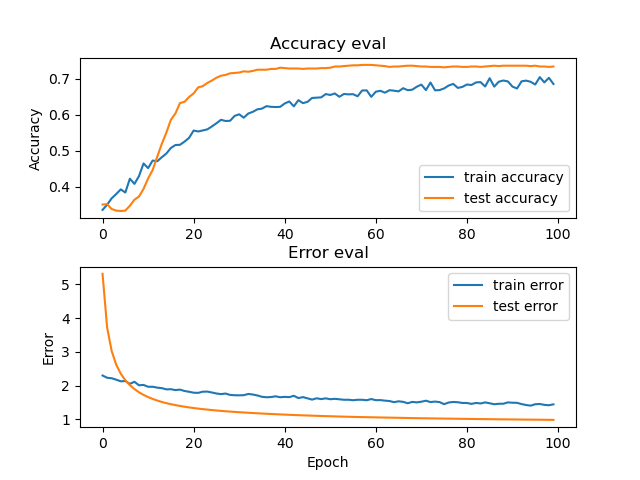 Accuracy eval
0.7
0.6
0.5
0.4
Accuracy
train accuracy
test accuracy
0 20 40 60 80 100
Error eval
5
4
3
2
1
Error
train error
test error
0 20 40 60 80 100
Epoch